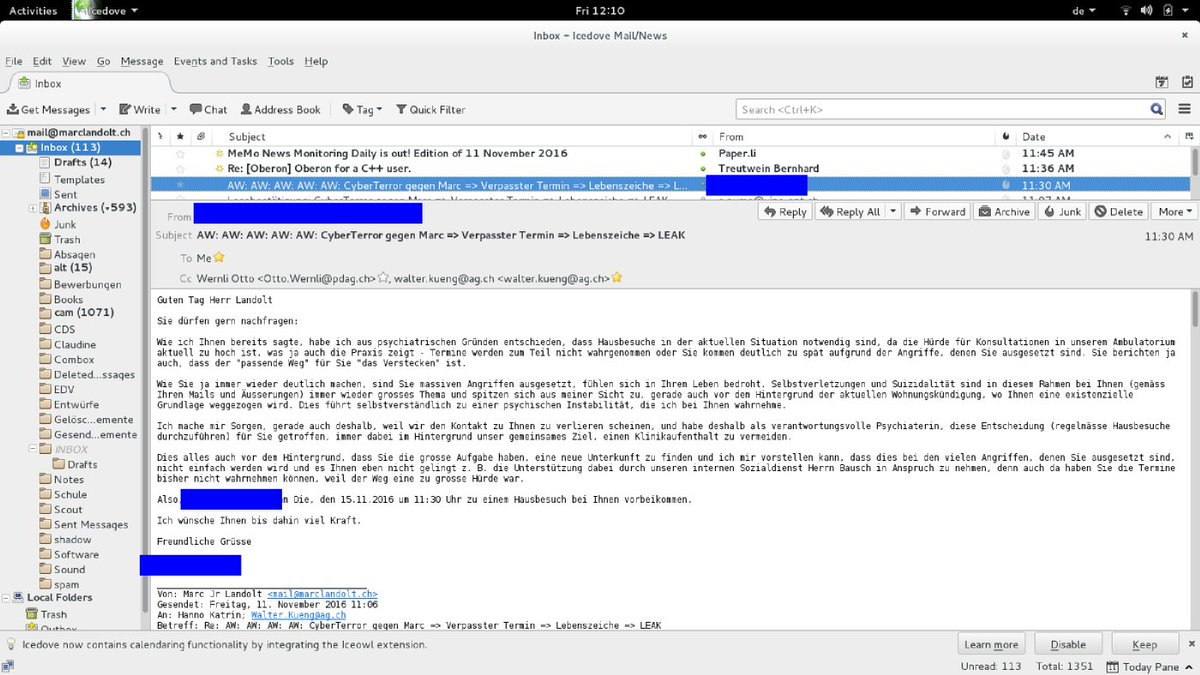 Activities Icedove Fri 12:10 de
Inbox - Icedove Mail/News
File Edit View Go Message Events and Tasks Tools Help
Inbox
Get Messages Write Chat Address Book Tag Quick Filter Search <Ctrl+K>
mail@marclandolt.ch
Inbox (113)
Drafts (14)
Templates
Sent
Archives (593)
Junk
Trash
Absagen
alt (15)
Bewerbungen
Books
cam (1071)
CDS
Claudine
Combox
Deleted...ssages
EDV
Entwürfe
Gelösc...emente
Gesend...emente
INBOX
Drafts
Notes
Schule
Scout
Sent Messages
shadow
Software
Sound
spam
Local Folders
Trash
Outbox
Subject From Date
MeMo News Monitoring Daily is out! Edition of 11 November 2016 Paper.li 11:45 AM
Re: [Oberon] Oberon for a C++ user. Treutwein Bernhard 11:36 AM
AW: AW: AW: AW: AW: CyberTerror gegen Marc => Verpasster Termin => Lebenszeiche => L... 11:30 AM
From Reply Reply All Forward Archive Junk Delete More
Subject AW: AW: AW: AW: AW: CyberTerror gegen Marc => Verpasster Termin => Lebenszeiche => LEAK 11:30 AM
To Me
Cc Wernli Otto <Otto.Wernli@pdag.ch>, walter.kueng@ag.ch <walter.kueng@ag.ch>
Guten Tag Herr Landolt
Sie dürfen gern nachfragen:
Wie ich Ihnen bereits sagte, habe ich aus psychiatrischen Gründen entschieden, dass Hausbesuche in der aktuellen Situation notwendig sind, da die Hürde für Konsultationen in unserem Ambulatorium
aktuell zu hoch ist, was ja auch die Praxis zeigt - Termine werden zum Teil nicht wahrgenommen oder Sie kommen deutlich zu spät aufgrund der Angriffe, denen Sie ausgesetzt sind. Sie berichten ja
auch, dass der "passende Weg" für Sie "das Verstecken" ist.
Wie Sie ja immer wieder deutlich machen, sind Sie massiven Angriffen ausgesetzt, fühlen sich in Ihrem Leben bedroht. Selbstverletzungen und Suizidalität sind in diesem Rahmen bei Ihnen (gemäss
Ihren Mails und Äusserungen) immer wieder grosses Thema und spitzen sich aus meiner Sicht zu, gerade auch vor dem Hintergrund der aktuellen Wohnungskündigung, wo Ihnen eine existenzielle
Grundlage weggezogen wird. Dies führt selbstverständlich zu einer psychischen Instabilität, die ich bei Ihnen wahrnehme.
Ich mache mir Sorgen, gerade auch deshalb, weil wir den Kontakt zu Ihnen zu verlieren scheinen, und habe deshalb als verantwortungsvolle Psychiaterin, diese Entscheidung (regelmässe Hausbesuche
durchzuführen) für Sie getroffen, immer dabei im Hintergrund unser gemeinsames Ziel, einen Klinikaufenthalt zu vermeiden.
Dies alles auch vor dem Hintergrund, dass Sie die grosse Aufgabe haben, eine neue Unterkunft zu finden und ich mir vorstellen kann, dass dies bei den vielen Angriffen, denen Sie ausgesetzt sind,
nicht einfach werden wird und es Ihnen eben nicht gelingt z. B. die Unterstützung dabei durch unseren internen Sozialdienst Herrn Bausch in Anspruch zu nehmen, denn auch da haben Sie die Termine
bisher nicht wahrnehmen können, weil der Weg eine zu grosse Hürde war.
Also, n Die, den 15.11.2016 um 11:30 Uhr zu einem Hausbesuch bei Ihnen vorbeikommen.
Ich wünsche Ihnen bis dahin viel Kraft.
Freundliche Grüsse
Von: Marc Jr Landolt <mail@marclandolt.ch>
Gesendet: Freitag, 11. November 2016 11:06
An: Hanno Katrin; Walter.Kueng@ag.ch
Betreff: Re: AW: AW: AW: AW: CyberTerror gegen Marc => Verpasster Termin => Lebenszeiche => LEAK
Icedove now contains calendaring functionality by integrating the Iceowl extension. Learn more Disable Keep
Unread: 113 Total: 1351 Today Pane